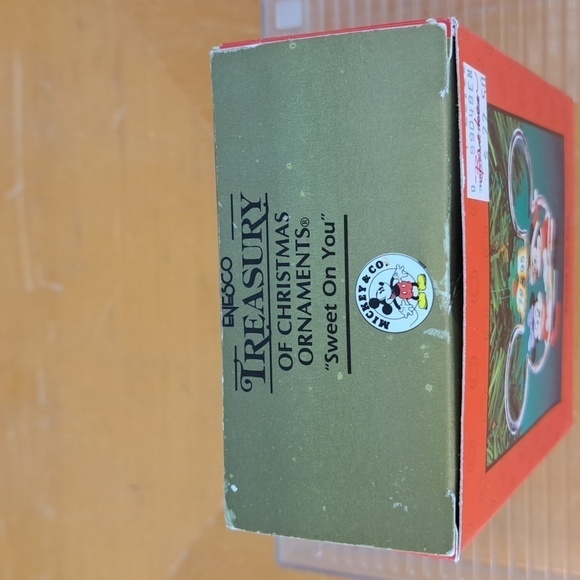 ENESCO
TREASURY
OF CHRISTMAS
ORNAMENTS®
"Sweet On You"
MICKEY & CO.